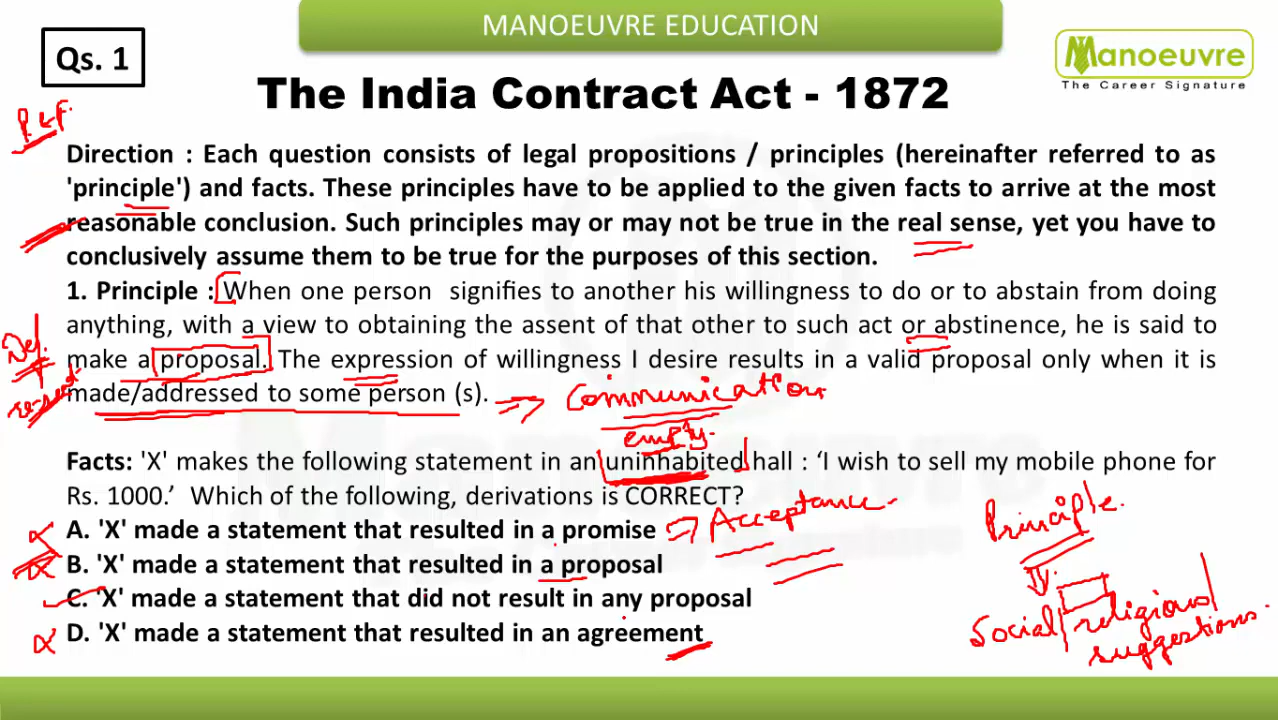 MANOEUVRE EDUCATION
Qs. 1
Manoeuvre
The Career Signature
The India Contract Act - 1872
P & F.
Direction : Each question consists of legal propositions / principles (hereinafter referred to as
'principle') and facts. These principles have to be applied to the given facts to arrive at the most
reasonable conclusion. Such principles may or may not be true in the real sense, yet you have to
conclusively assume them to be true for the purposes of this section.
1. Principle : When one person signifies to another his willingness to do or to abstain from doing
anything, with a view to obtaining the assent of that other to such act or abstinence, he is said to
Def.
make a proposal. The expression of willingness I desire results in a valid proposal only when it is
made/addressed to some person (s).
Communication
empty.
Facts: 'X' makes the following statement in an uninhabited hall : ‘I wish to sell my mobile phone for
Rs. 1000.’ Which of the following, derivations is CORRECT?
A. 'X' made a statement that resulted in a promise
Acceptance
Principle.
B. 'X' made a statement that resulted in a proposal
C. 'X' made a statement that did not result in any proposal
D. 'X' made a statement that resulted in an agreement
Social/religious/
suggestions.